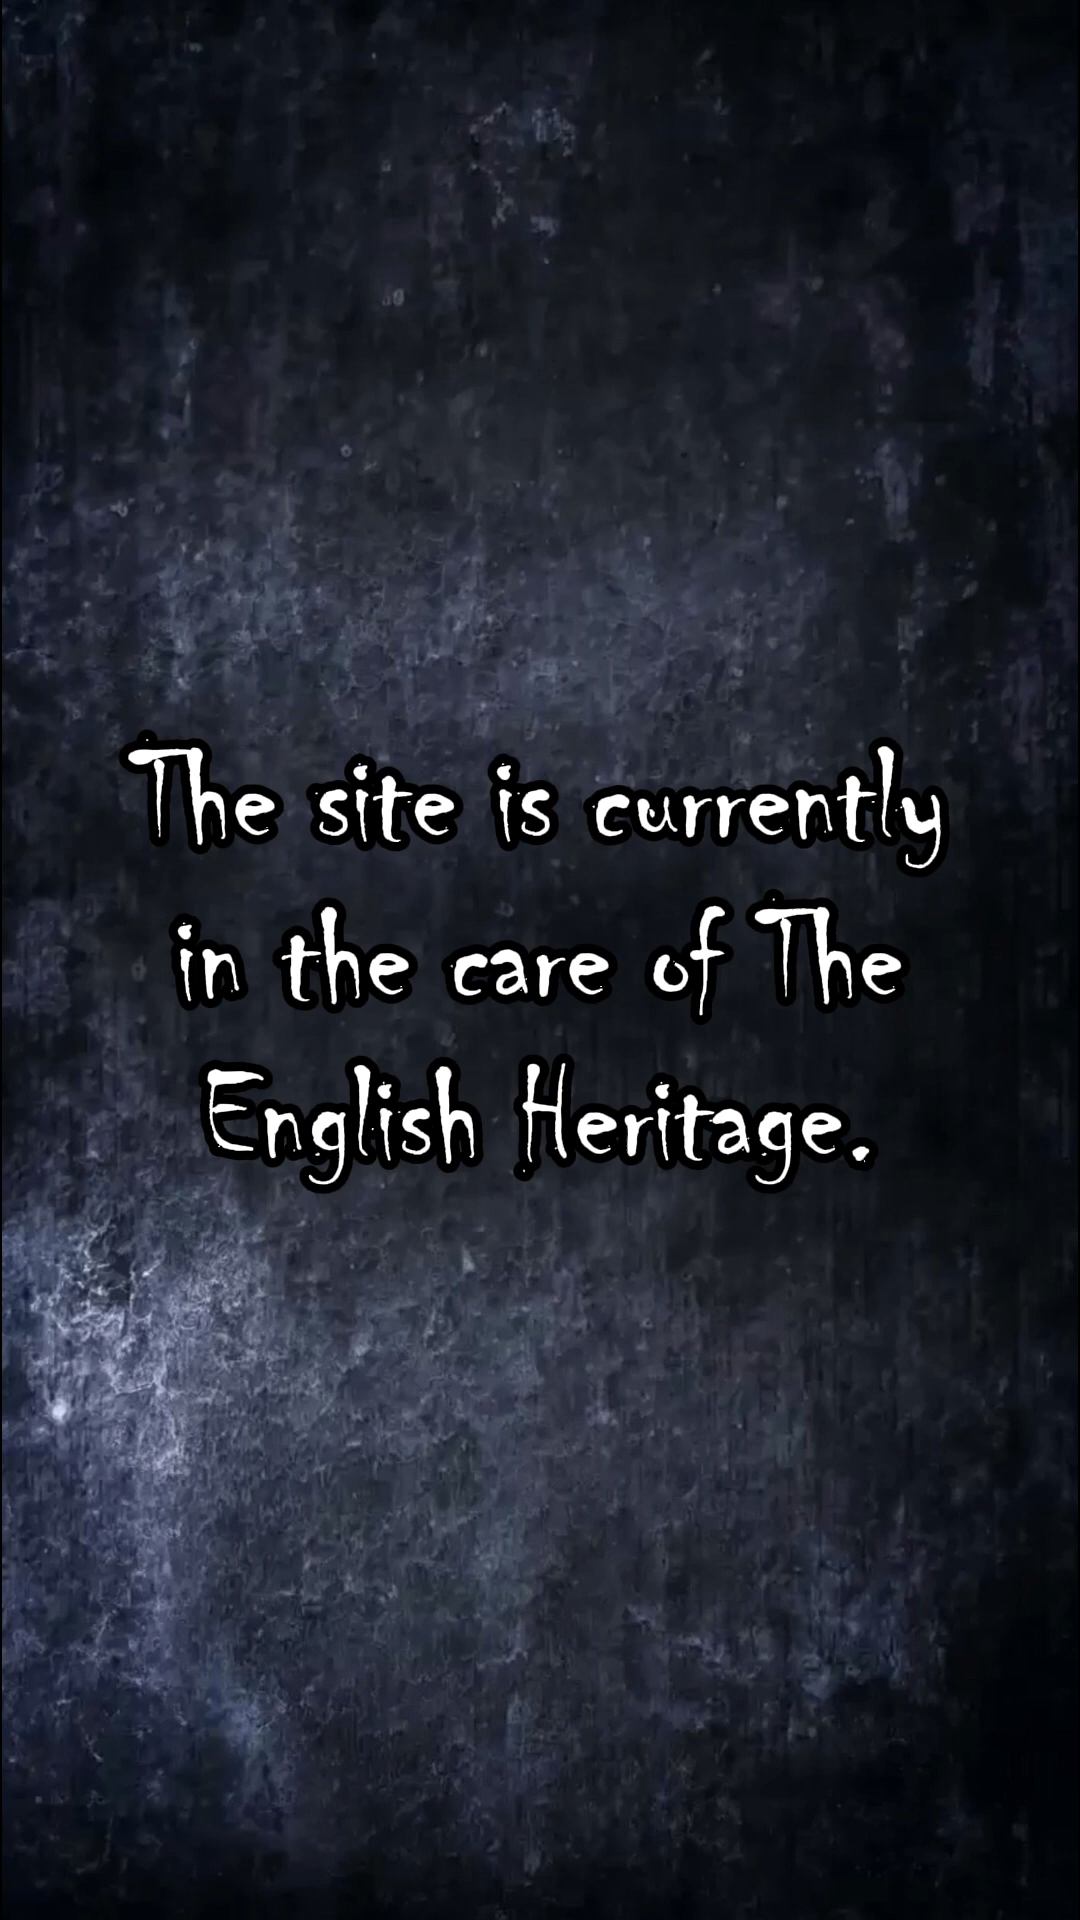 The site is currently
in the care of The
English Heritage.